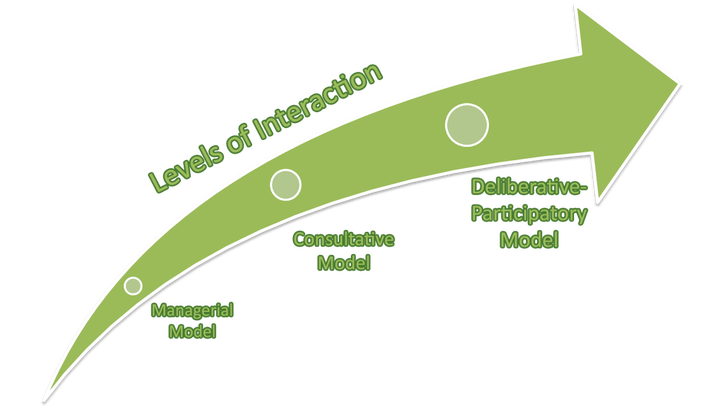 Levels of Interaction
Deliberative-
Participatory
Model
Consultative
Model
Managerial
Model